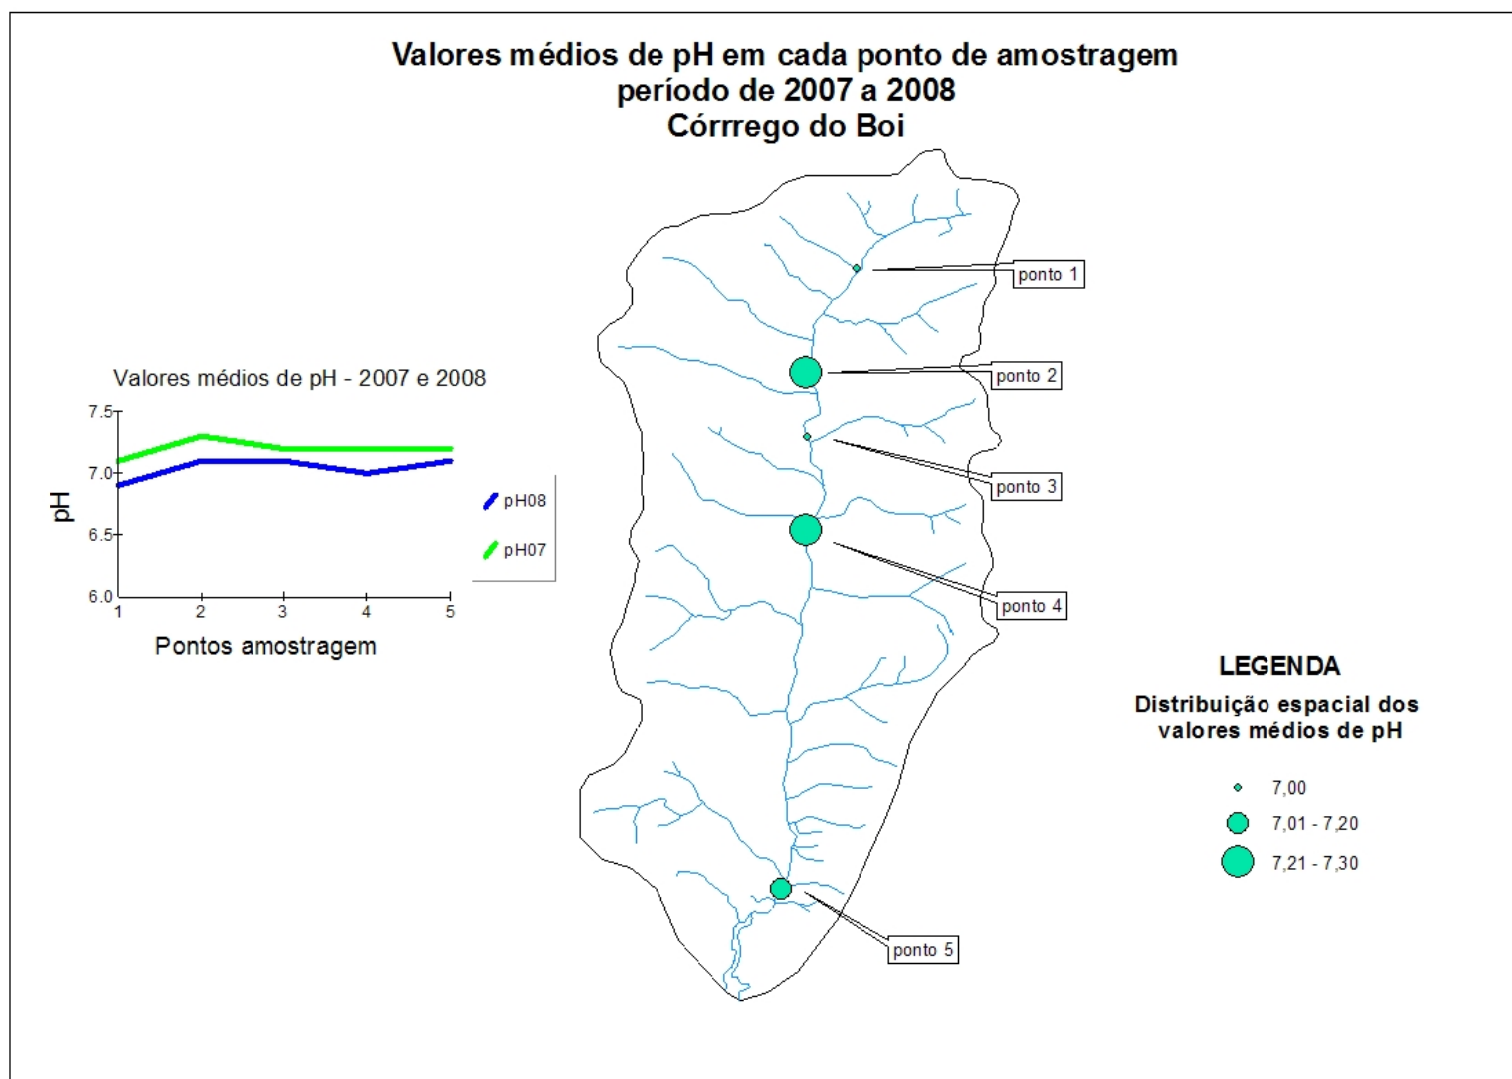 Valores médios de pH em cada ponto de amostragem
período de 2007 a 2008
Córrrego do Boi
ponto 1
ponto 2
ponto 3
ponto 4
ponto 5
Valores médios de pH - 2007 e 2008
7.5
7.0
6.5
6.0
pH
1 2 3 4 5
Pontos amostragem
pH08
pH07
LEGENDA
Distribuição espacial dos
valores médios de pH
7,00
7,01 - 7,20
7,21 - 7,30